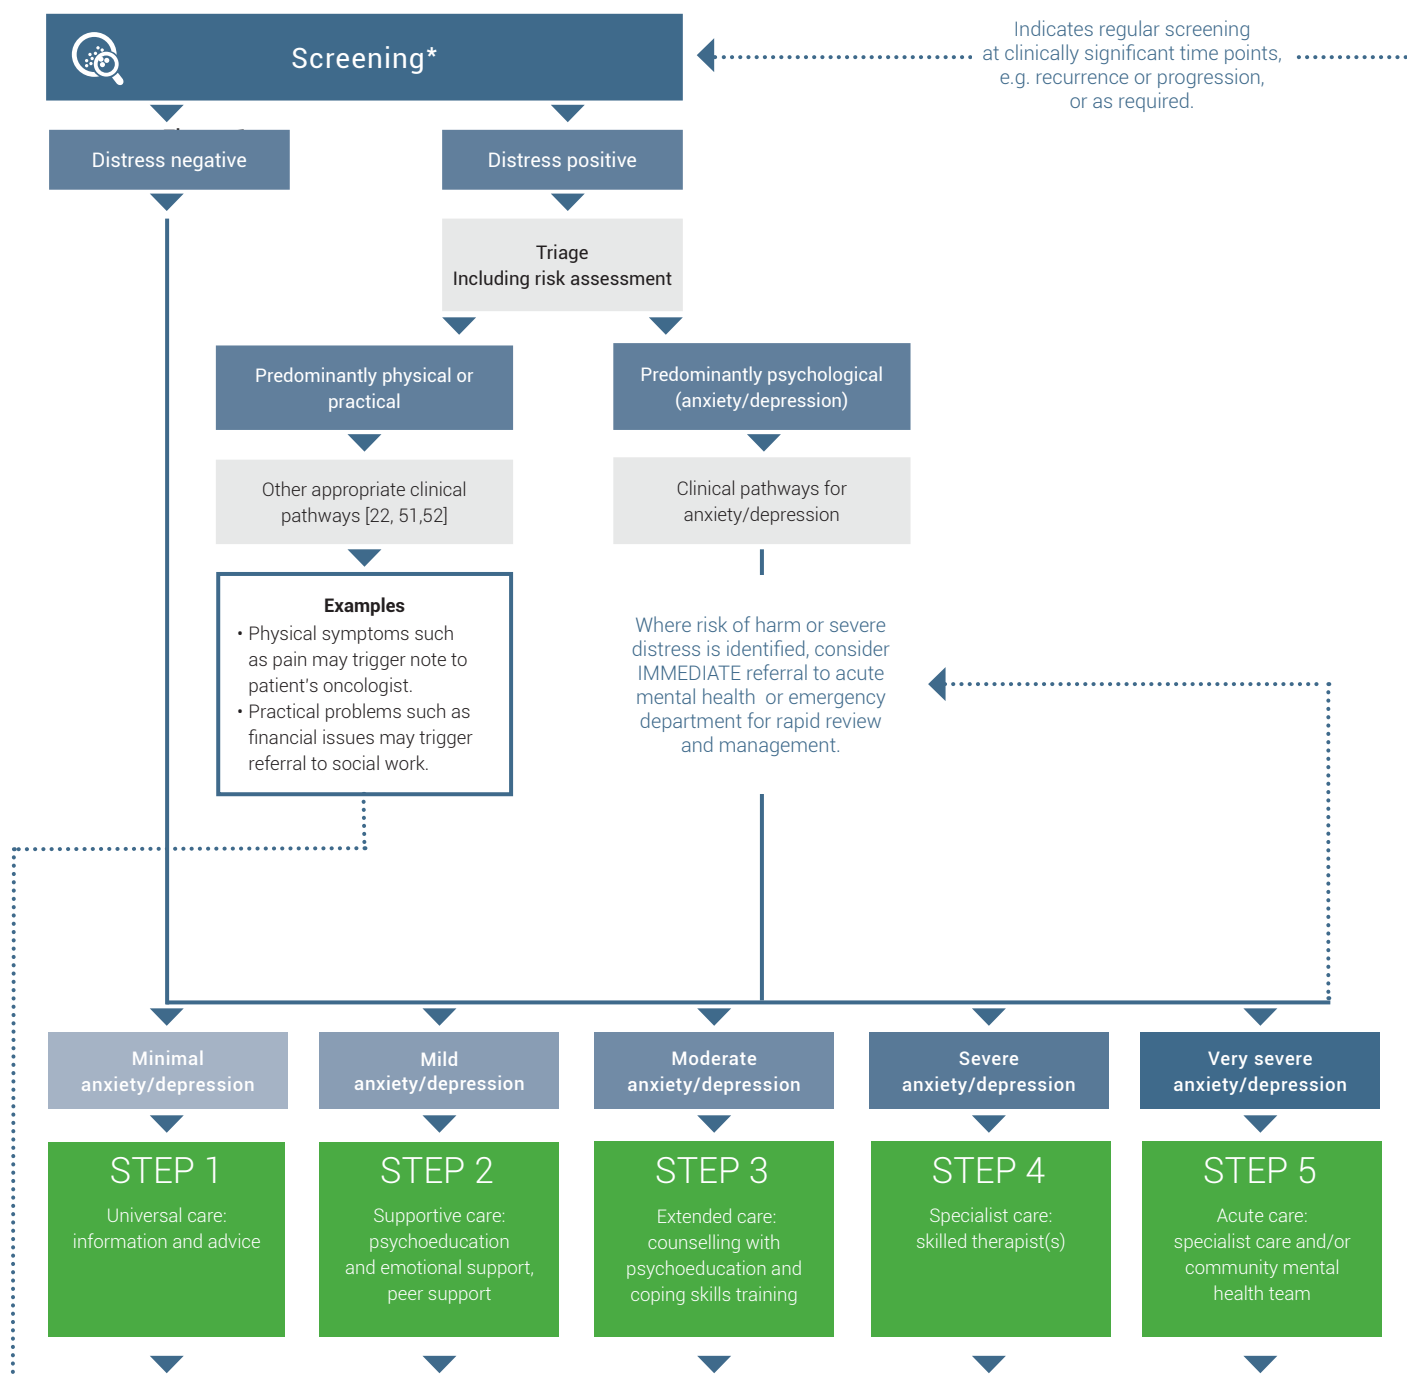 Screening*
Indicates regular screening
at clinically significant time points,
e.g. recurrence or progression,
or as required.
Distress negative
Distress positive
Triage
Including risk assessment
Predominantly physical or
practical
Predominantly psychological
(anxiety/depression)
Other appropriate clinical
pathways [22, 51,52]
Clinical pathways for
anxiety/depression
Examples
• Physical symptoms such
as pain may trigger note to
patient's oncologist.
• Practical problems such as
financial issues may trigger
referral to social work.
Where risk of harm or severe
distress is identified, consider
IMMEDIATE referral to acute
mental health or emergency
department for rapid review
and management.
Minimal
anxiety/depression
Mild
anxiety/depression
Moderate
anxiety/depression
Severe
anxiety/depression
Very severe
anxiety/depression
STEP 1
Universal care:
information and advice
STEP 2
Supportive care:
psychoeducation
and emotional support,
peer support
STEP 3
Extended care:
counselling with
psychoeducation and
coping skills training
STEP 4
Specialist care:
skilled therapist(s)
STEP 5
Acute care:
specialist care and/or
community mental
health team